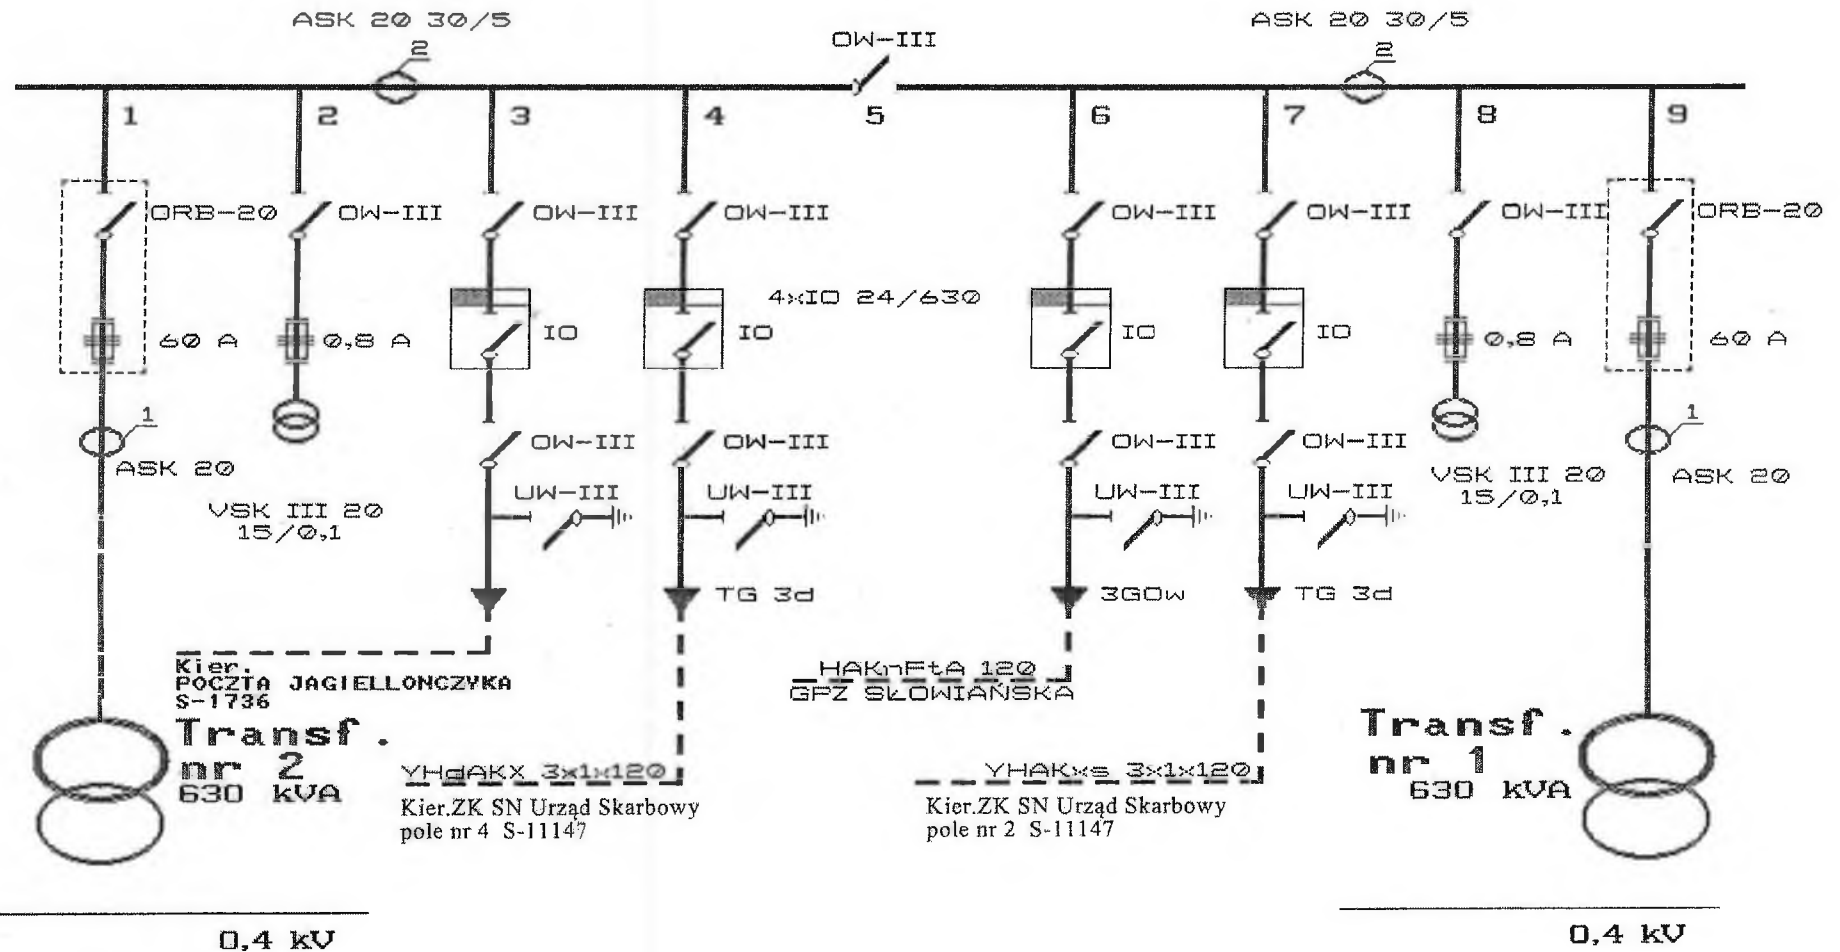 ASK 20 30/5
2
OW-III
ASK 20 30/5
2
1
2
3
4
5
6
7
8
9
ORB-20
OW-III
OW-III
OW-III
OW-III
OW-III
OW-III
ORB-20
4xIO 24/630
60 A
0,8 A
IO
IO
IO
IO
0,8 A
60 A
1
ASK 20
OW-III
OW-III
OW-III
OW-III
1
ASK 20
VSK III 20
15/0,1
UW-III
UW-III
UW-III
UW-III
VSK III 20
15/0,1
TG 3d
3GOw
TG 3d
Kier.
POCZTA JAGIELLONCZYKA
S-1736
HAKnFtA 120
GPZ SŁOWIAŃSKA
Transf.
nr 2
630 kVA
YHdAKX 3x1x120
Kier.ZK SN Urząd Skarbowy
pole nr 4 S-11147
YHAKxs 3x1x120
Kier.ZK SN Urząd Skarbowy
pole nr 2 S-11147
Transf.
nr 1
630 kVA
0,4 kV
0,4 kV